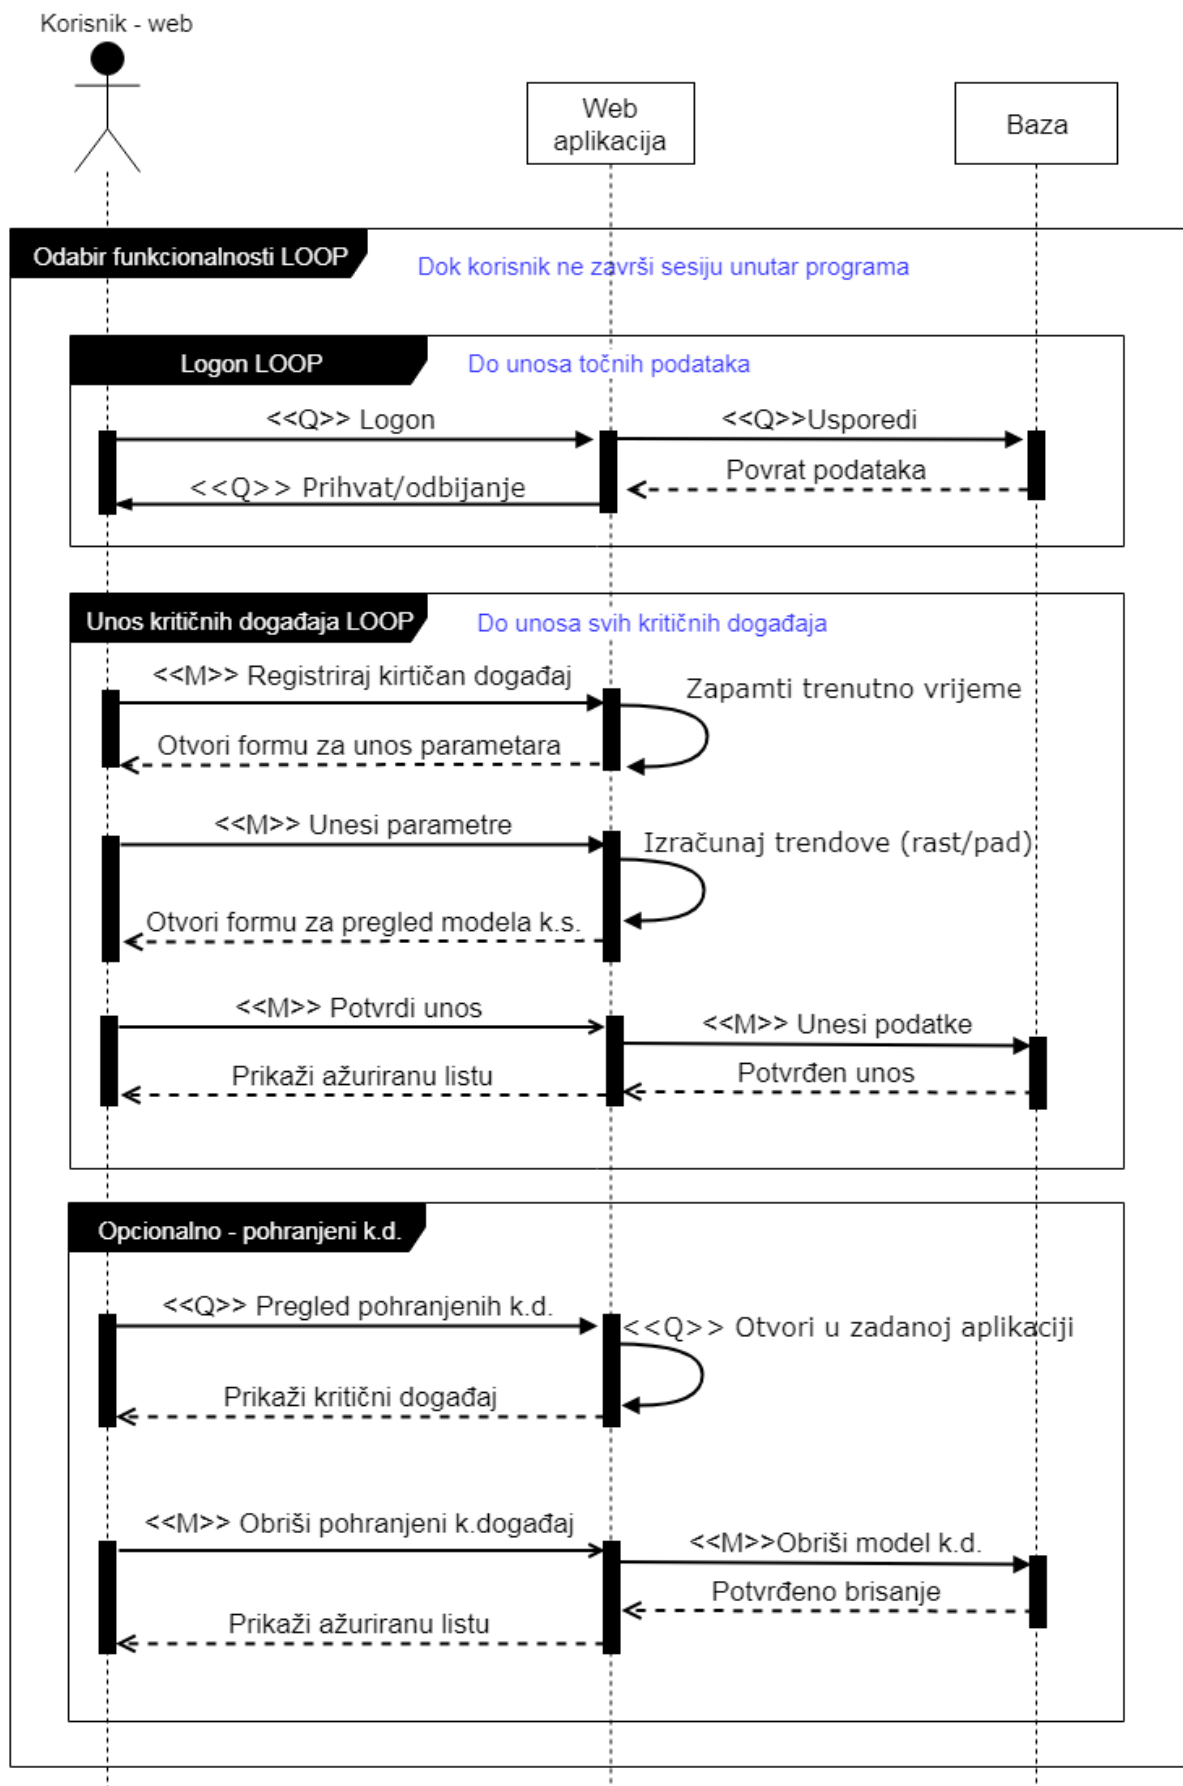 Korisnik - web
Web
aplikacija
Baza
Odabir funkcionalnosti LOOP
Dok korisnik ne završi sesiju unutar programa
Logon LOOP
Do unosa točnih podataka
<<Q>> Logon
<<Q>>Usporedi
Povrat podataka
<<Q>> Prihvat/odbijanje
Unos kritičnih događaja LOOP
Do unosa svih kritičnih događaja
<<M>> Registriraj kirtičan događaj
Zapamti trenutno vrijeme
Otvori formu za unos parametara
<<M>> Unesi parametre
Izračunaj trendove (rast/pad)
Otvori formu za pregled modela k.s.
<<M>> Potvrdi unos
<<M>> Unesi podatke
Prikaži ažuriranu listu
Potvrđen unos
Opcionalno - pohranjeni k.d.
<<Q>> Pregled pohranjenih k.d.
<<Q>> Otvori u zadanoj aplikaciji
Prikaži kritični događaj
<<M>> Obriši pohranjeni k.događaj
<<M>>Obriši model k.d.
Potvrđeno brisanje
Prikaži ažuriranu listu